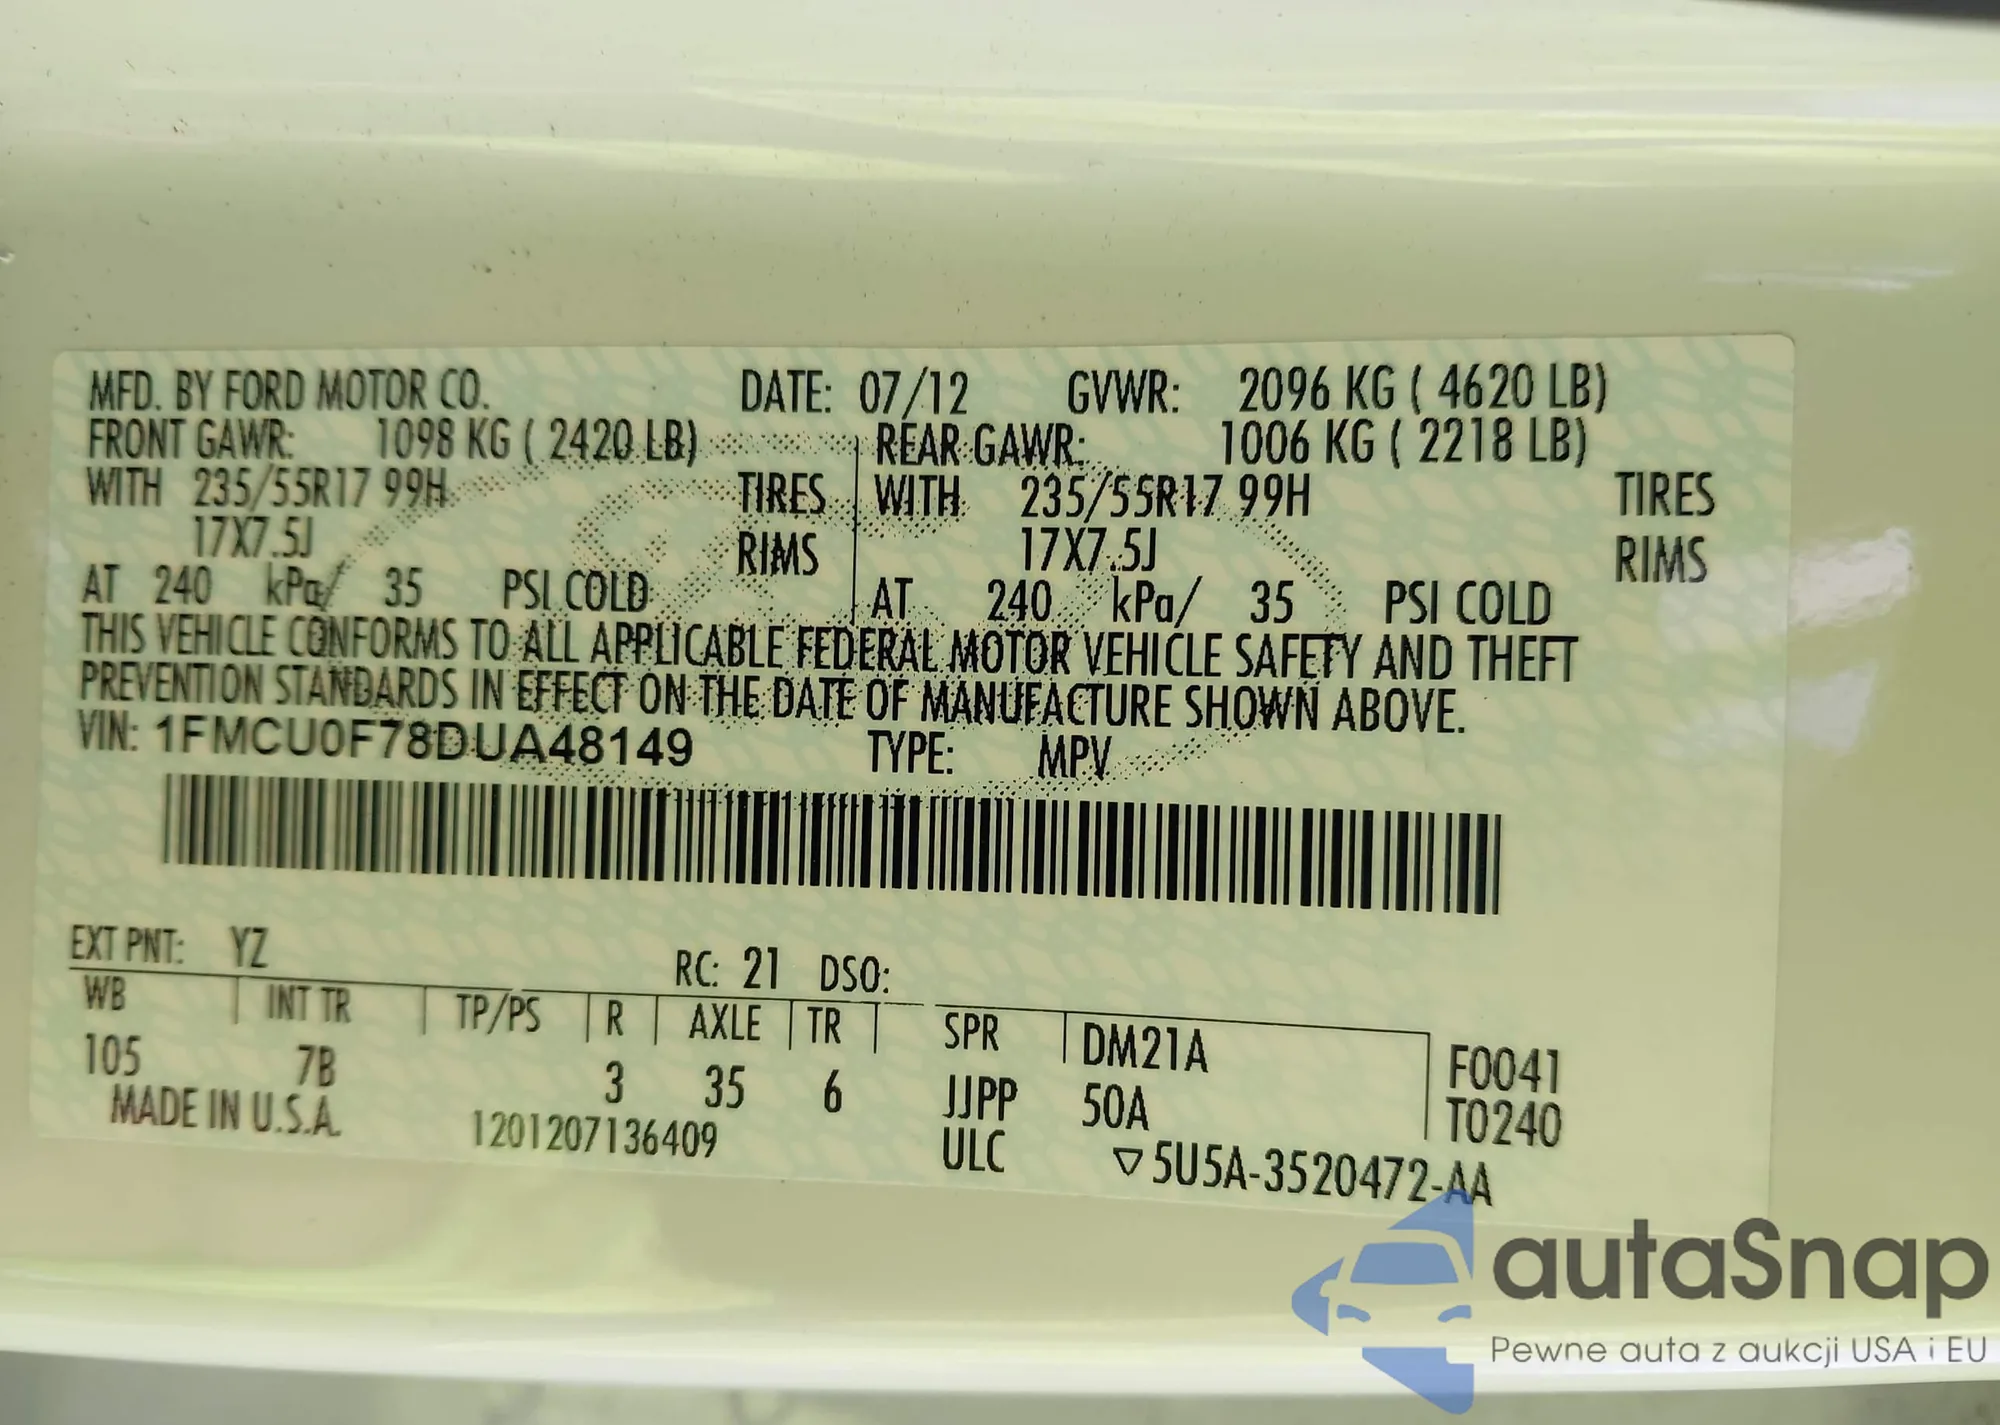 MFD. BY FORD MOTOR CO. DATE: 07/12 GVWR: 2096 KG ( 4620 LB)
FRONT GAWR: 1098 KG ( 2420 LB) REAR GAWR: 1006 KG ( 2218 LB)
WITH 235/55R17 99H TIRES WITH 235/55R17 99H TIRES
17X7.5J RIMS 17X7.5J RIMS
AT 240 kPa/ 35 PSI COLD AT 240 kPa/ 35 PSI COLD
THIS VEHICLE CONFORMS TO ALL APPLICABLE FEDERAL MOTOR VEHICLE SAFETY AND THEFT
PREVENTION STANDARDS IN EFFECT ON THE DATE OF MANUFACTURE SHOWN ABOVE.
VIN: 1FMCU0F78DUA48149 TYPE: MPV
EXT PNT: YZ RC: 21 DSO:
WB INT TR TP/PS R AXLE TR SPR DM21A F0041
105 7B 3 35 6 JJPP 50A T0240
MADE IN U.S.A. 1201207136409 ULC ▽5U5A-3520472-AA
autaSnap
Pewne auta z aukcji USA i EU